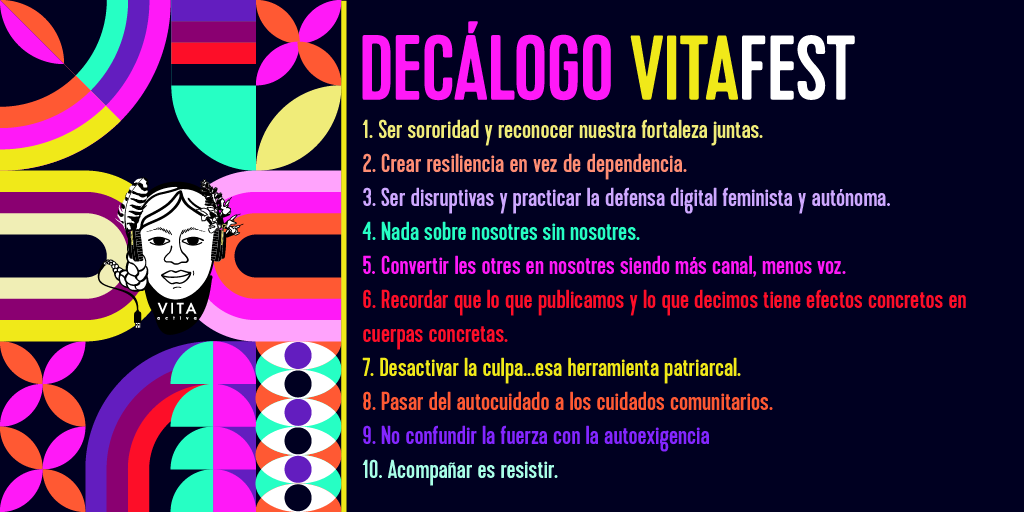 DECÁLOGO VITAFEST
1. Ser sororidad y reconocer nuestra fortaleza juntas.
2. Crear resiliencia en vez de dependencia.
3. Ser disruptivas y practicar la defensa digital feminista y autónoma.
4. Nada sobre nosotres sin nosotres.
5. Convertir les otres en nosotres siendo más canal, menos voz.
6. Recordar que lo que publicamos y lo que decimos tiene efectos concretos en
cuerpas concretas.
7. Desactivar la culpa...esa herramienta patriarcal.
8. Pasar del autocuidado a los cuidados comunitarios.
9. No confundir la fuerza con la autoexigencia
10. Acompañar es resistir.
VITA
activa